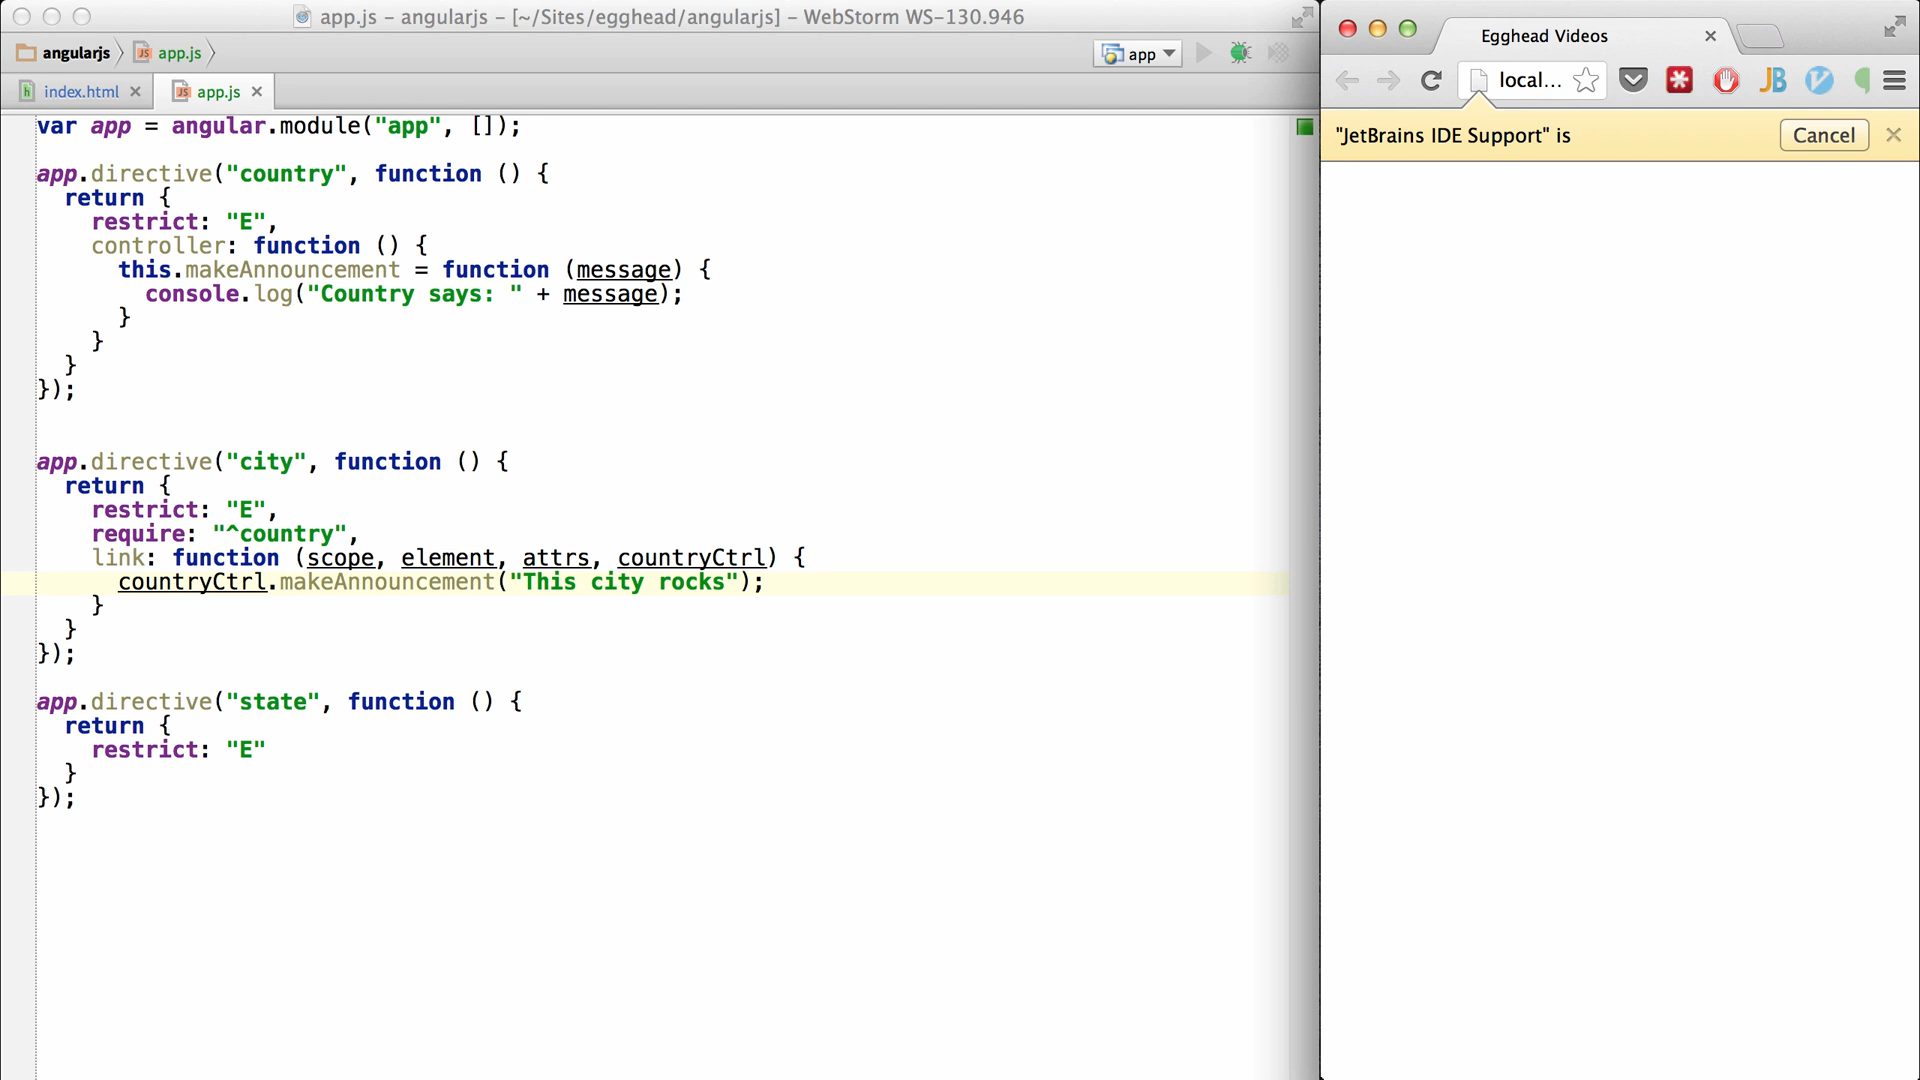 app.js – angularjs – [~/Sites/egghead/angularjs] – WebStorm WS-130.946
angularjs
app.js
app
index.html
app.js
var app = angular.module("app", []);
app.directive("country", function () {
return {
restrict: "E",
controller: function () {
this.makeAnnouncement = function (message) {
console.log("Country says: " + message);
}
}
}
});
app.directive("city", function () {
return {
restrict: "E",
require: "^country",
link: function (scope, element, attrs, countryCtrl) {
countryCtrl.makeAnnouncement("This city rocks");
}
}
});
app.directive("state", function () {
return {
restrict: "E"
}
});
Egghead Videos
local...
JB
"JetBrains IDE Support" is
Cancel